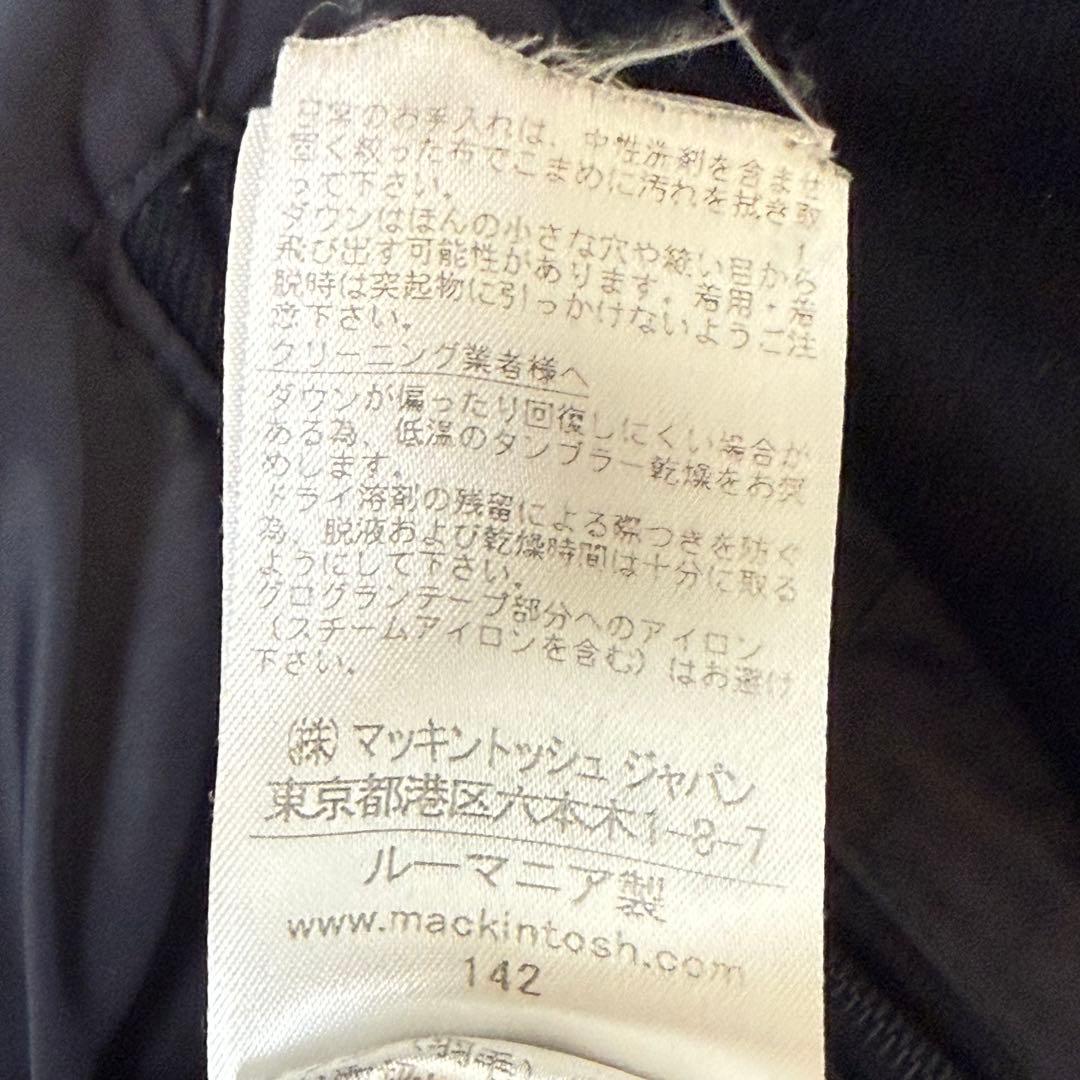 日常のお手入れは、中性洗剤を含ませ
固く絞った布でこまめに汚れを拭き取
って下さい。
ダウンはほんの小さな穴や縫い目から
飛び出す可能性があります。着用・着
脱時は突起物に引っかけないようご注
意下さい。
クリーニング業者様へ
ダウンが偏ったり回復しにくい場合が
ある為、低温のタンブラー乾燥をお奨
めします。
ドライ溶剤の残留による際つきを防ぐ
為、脱液および乾燥時間は十分に取る
ようにして下さい。
グログランテープ部分へのアイロン
(スチームアイロンを含む)はお避け
下さい。
(株)マッキントッシュ ジャパン
東京都港区六本木1-8-7
ルーマニア製
www.mackintosh.com
142